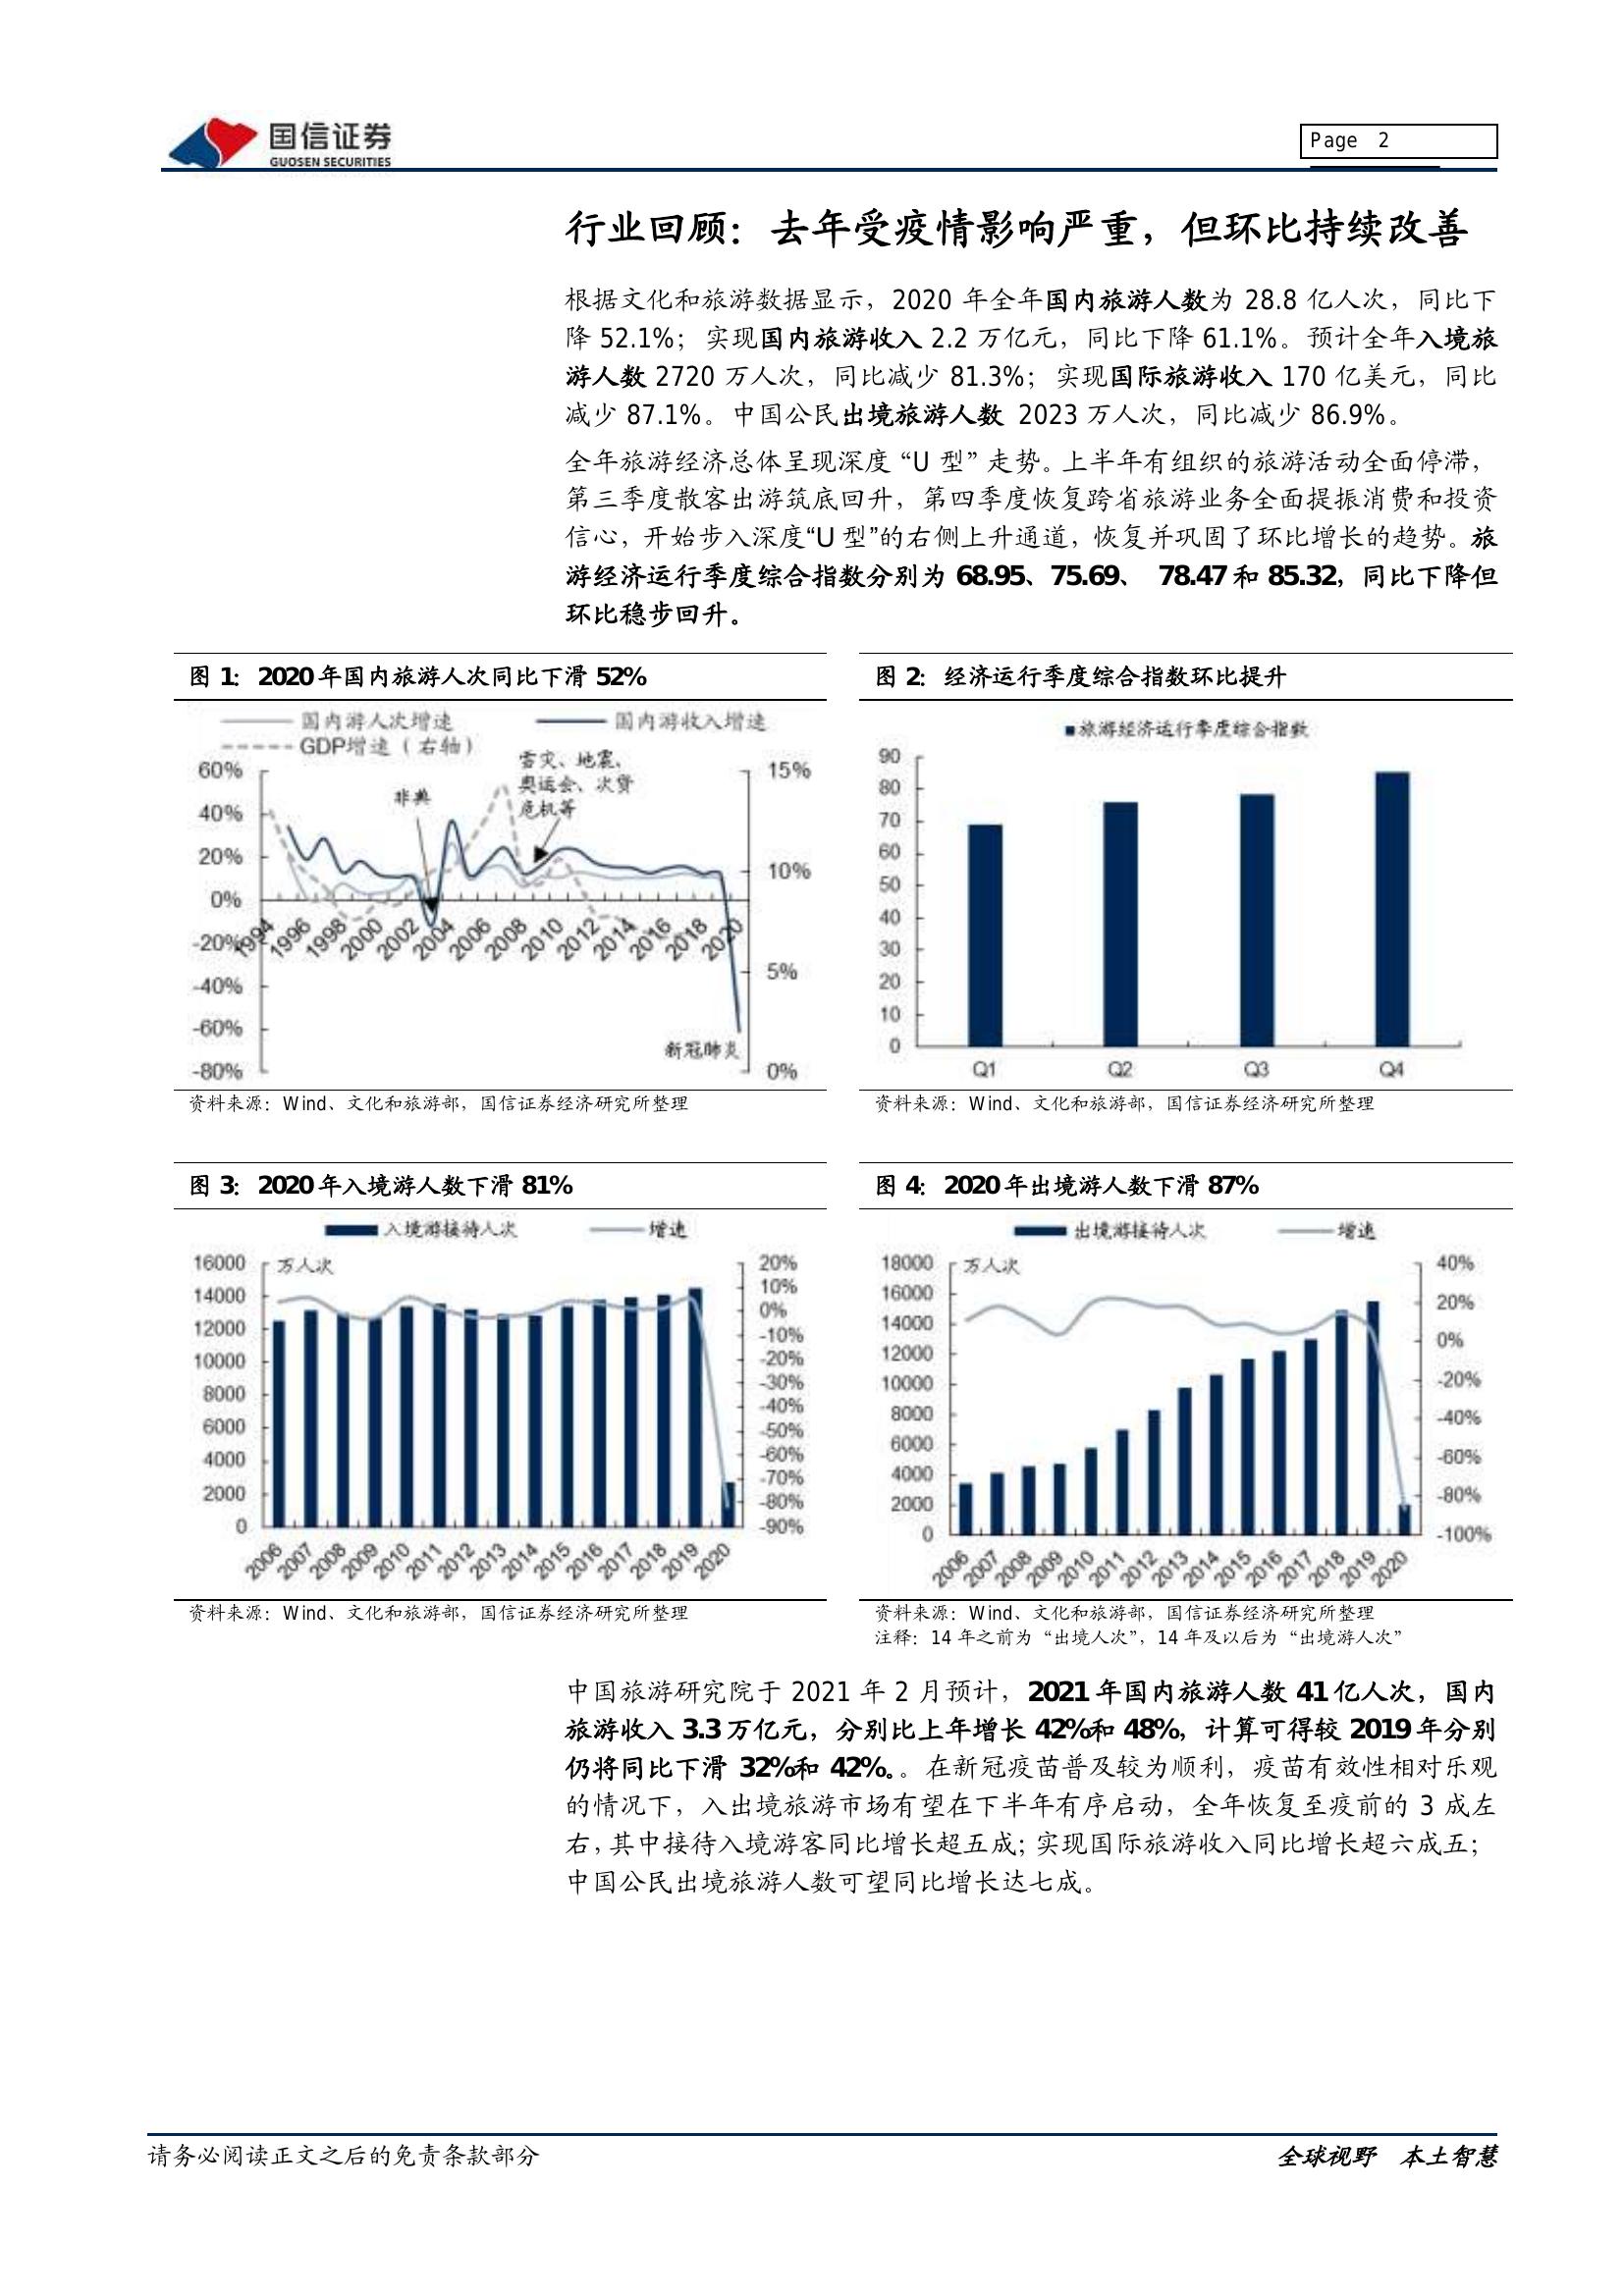 国信证券
GUOSEN SECURITIES
Page 2
行业回顾：去年受疫情影响严重，但环比持续改善
根据文化和旅游数据显示，2020 年全年国内旅游人数为 28.8 亿人次，同比下
降 52.1%；实现国内旅游收入 2.2 万亿元，同比下降 61.1%。预计全年入境旅
游人数 2720 万人次，同比减少 81.3%；实现国际旅游收入 170 亿美元，同比
减少 87.1%。中国公民出境旅游人数 2023 万人次，同比减少 86.9%。
全年旅游经济总体呈现深度“U 型”走势。上半年有组织的旅游活动全面停滞，
第三季度散客出游筑底回升，第四季度恢复跨省旅游业务全面提振消费和投资
信心，开始步入深度“U 型”的右侧上升通道，恢复并巩固了环比增长的趋势。旅
游经济运行季度综合指数分别为 68.95、75.69、 78.47 和 85.32，同比下降但
环比稳步回升。
图 1：2020 年国内旅游人次同比下滑 52%
国内游人次增速 国内游收入增速
GDP增速（右轴）
雪灾、地震、
奥运会、次贷
危机等
非典
新冠肺炎
60%
40%
20%
0%
-20%
-40%
-60%
-80%
15%
10%
5%
0%
1994 1996 1998 2000 2002 2004 2006 2008 2010 2012 2014 2016 2018 2020
资料来源：Wind、文化和旅游部，国信证券经济研究所整理
图 2：经济运行季度综合指数环比提升
旅游经济运行季度综合指数
90
80
70
60
50
40
30
20
10
0
Q1 Q2 Q3 Q4
资料来源：Wind、文化和旅游部，国信证券经济研究所整理
图 3：2020 年入境游人数下滑 81%
入境游接待人次 增速
万人次
16000
14000
12000
10000
8000
6000
4000
2000
0
20%
10%
0%
-10%
-20%
-30%
-40%
-50%
-60%
-70%
-80%
-90%
2006 2007 2008 2009 2010 2011 2012 2013 2014 2015 2016 2017 2018 2019 2020
资料来源：Wind、文化和旅游部，国信证券经济研究所整理
图 4：2020 年出境游人数下滑 87%
出境游接待人次 增速
万人次
18000
16000
14000
12000
10000
8000
6000
4000
2000
0
40%
20%
0%
-20%
-40%
-60%
-80%
-100%
2006 2007 2008 2009 2010 2011 2012 2013 2014 2015 2016 2017 2018 2019 2020
资料来源：Wind、文化和旅游部，国信证券经济研究所整理
注释：14 年之前为“出境人次”，14 年及以后为“出境游人次”
中国旅游研究院于 2021 年 2 月预计，2021 年国内旅游人数 41 亿人次，国内
旅游收入 3.3 万亿元，分别比上年增长 42%和 48%，计算可得较 2019 年分别
仍将同比下滑 32%和 42%。。在新冠疫苗普及较为顺利，疫苗有效性相对乐观
的情况下，入出境旅游市场有望在下半年有序启动，全年恢复至疫前的 3 成左
右，其中接待入境游客同比增长超五成；实现国际旅游收入同比增长超六成五；
中国公民出境旅游人数可望同比增长达七成。
请务必阅读正文之后的免责条款部分
全球视野 本土智慧